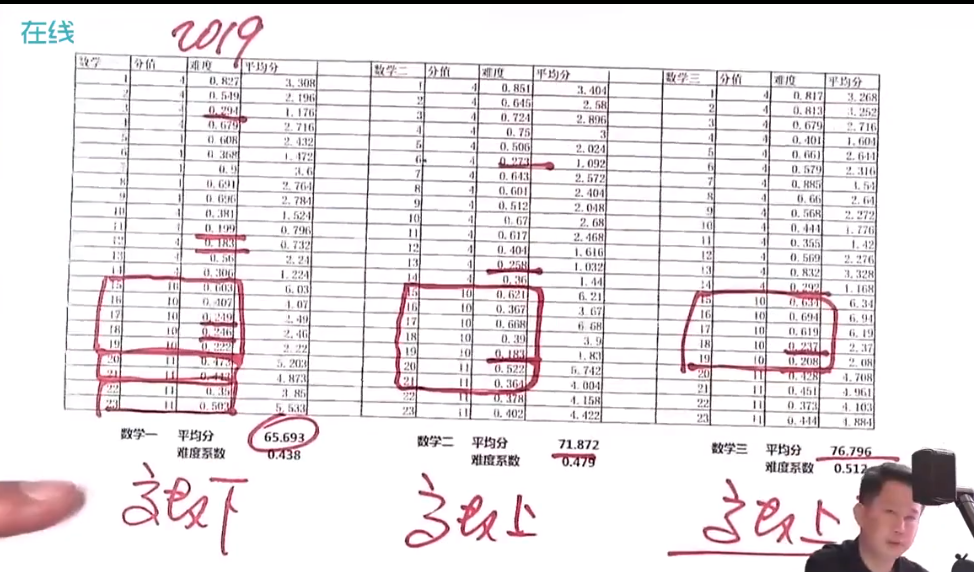 在线
2019
数学一 分值 难度 平均分 数学二 分值 难度 平均分 数学三 分值 难度 平均分
1 4 0.827 3.308 1 4 0.851 3.404 1 4 0.817 3.268
2 4 0.549 2.196 2 4 0.645 2.58 2 4 0.813 3.252
3 4 0.294 1.176 3 4 0.724 2.896 3 4 0.679 2.716
4 4 0.679 2.716 4 4 0.75 3 4 4 0.401 1.604
5 4 0.608 2.432 5 4 0.506 2.024 5 4 0.661 2.644
6 4 0.368 1.472 6 4 0.273 1.092 6 4 0.579 2.316
7 4 0.9 3.6 7 4 0.643 2.572 7 4 0.885 3.54
8 4 0.691 2.764 8 4 0.601 2.404 8 4 0.66 2.64
9 4 0.696 2.784 9 4 0.512 2.048 9 4 0.568 2.272
10 4 0.381 1.524 10 4 0.67 2.68 10 4 0.444 1.776
11 4 0.199 0.796 11 4 0.617 2.468 11 4 0.355 1.42
12 4 0.183 0.732 12 4 0.404 1.616 12 4 0.569 2.276
13 4 0.56 2.24 13 4 0.258 1.032 13 4 0.832 3.328
14 4 0.306 1.224 14 4 0.36 1.44 14 4 0.292 1.168
15 10 0.603 6.03 15 10 0.621 6.21 15 10 6.34
16 10 0.407 4.07 16 10 0.367 3.67 16 10 0.694 6.94
17 10 0.249 2.49 17 10 0.668 6.68 17 10 0.619 6.19
18 10 0.246 2.46 18 10 0.39 3.9 18 10 0.237 2.37
19 10 0.222 2.22 19 10 0.183 1.83 19 10 0.208 2.08
20 11 0.473 5.203 20 11 0.522 5.742 20 11 0.428 4.708
21 11 0.443 4.873 21 11 0.364 4.004 21 11 0.451 4.961
22 11 0.35 3.85 22 11 0.378 4.158 22 11 0.373 4.103
23 11 0.503 5.533 23 11 0.402 4.422 23 11 0.444 4.884
数学一 平均分 65.693 数学二 平均分 71.872 数学三 平均分 76.796
难度系数 0.438 难度系数 0.479 难度系数 0.512